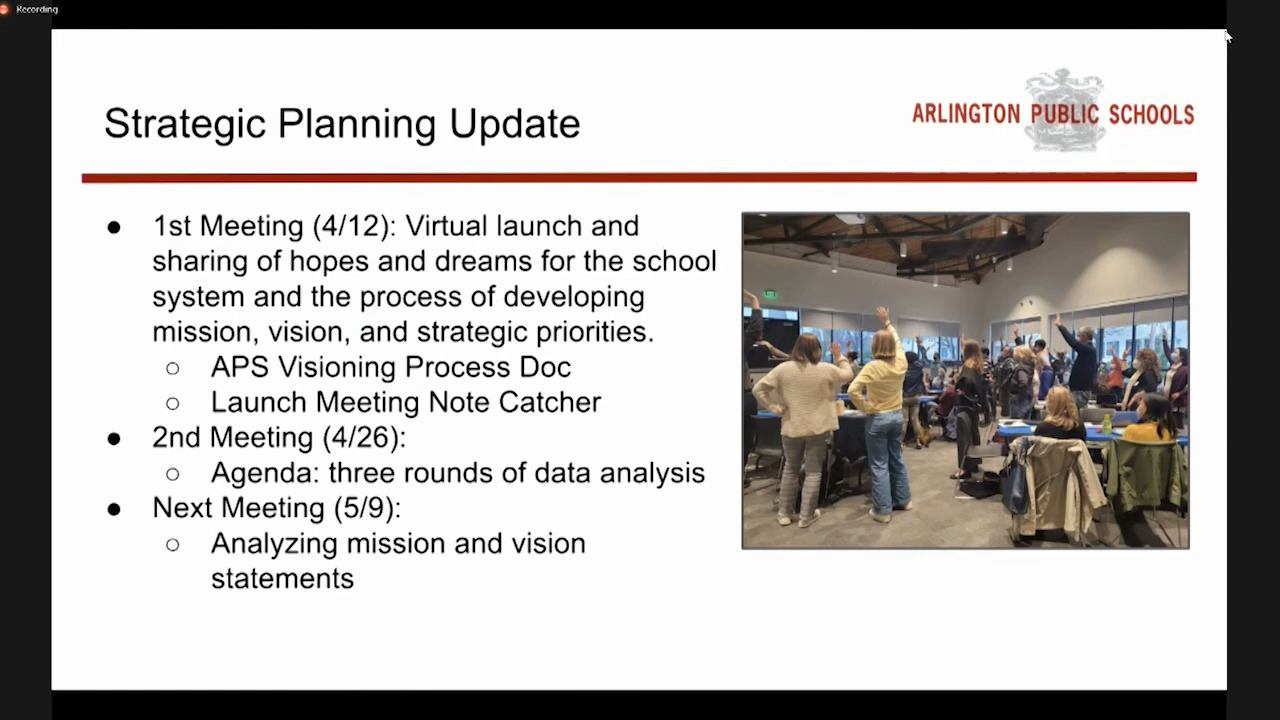 Recording
Strategic Planning Update
ARLINGTON PUBLIC SCHOOLS
● 1st Meeting (4/12): Virtual launch and
sharing of hopes and dreams for the school
system and the process of developing
mission, vision, and strategic priorities.
○ APS Visioning Process Doc
○ Launch Meeting Note Catcher
● 2nd Meeting (4/26):
○ Agenda: three rounds of data analysis
● Next Meeting (5/9):
○ Analyzing mission and vision
statements